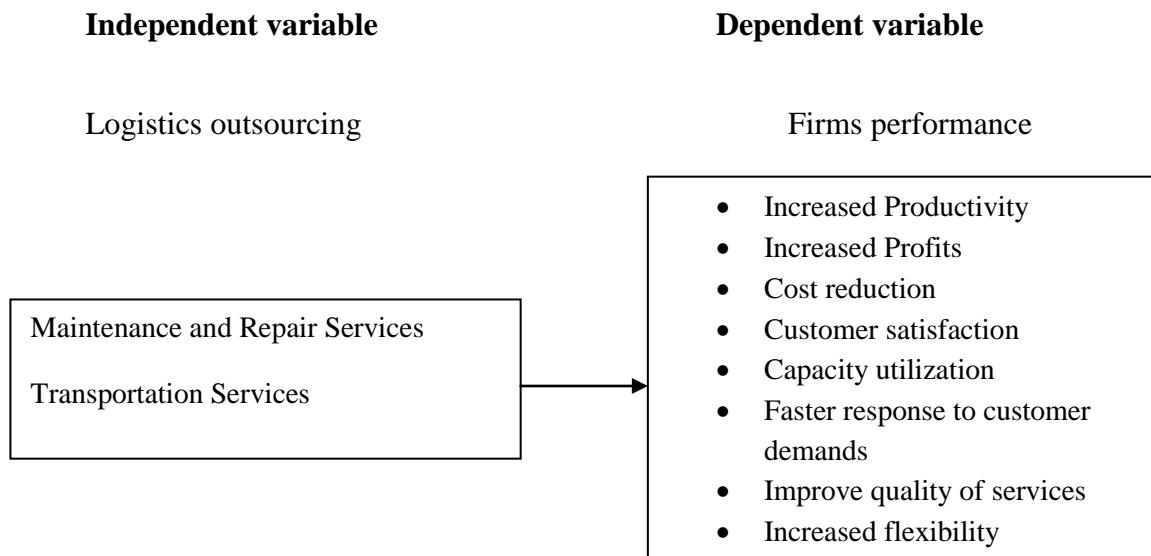 Independent variable
Dependent variable
Logistics outsourcing
Firms performance
Maintenance and Repair Services
Transportation Services
• Increased Productivity
• Increased Profits
• Cost reduction
• Customer satisfaction
• Capacity utilization
• Faster response to customer
demands
• Improve quality of services
• Increased flexibility